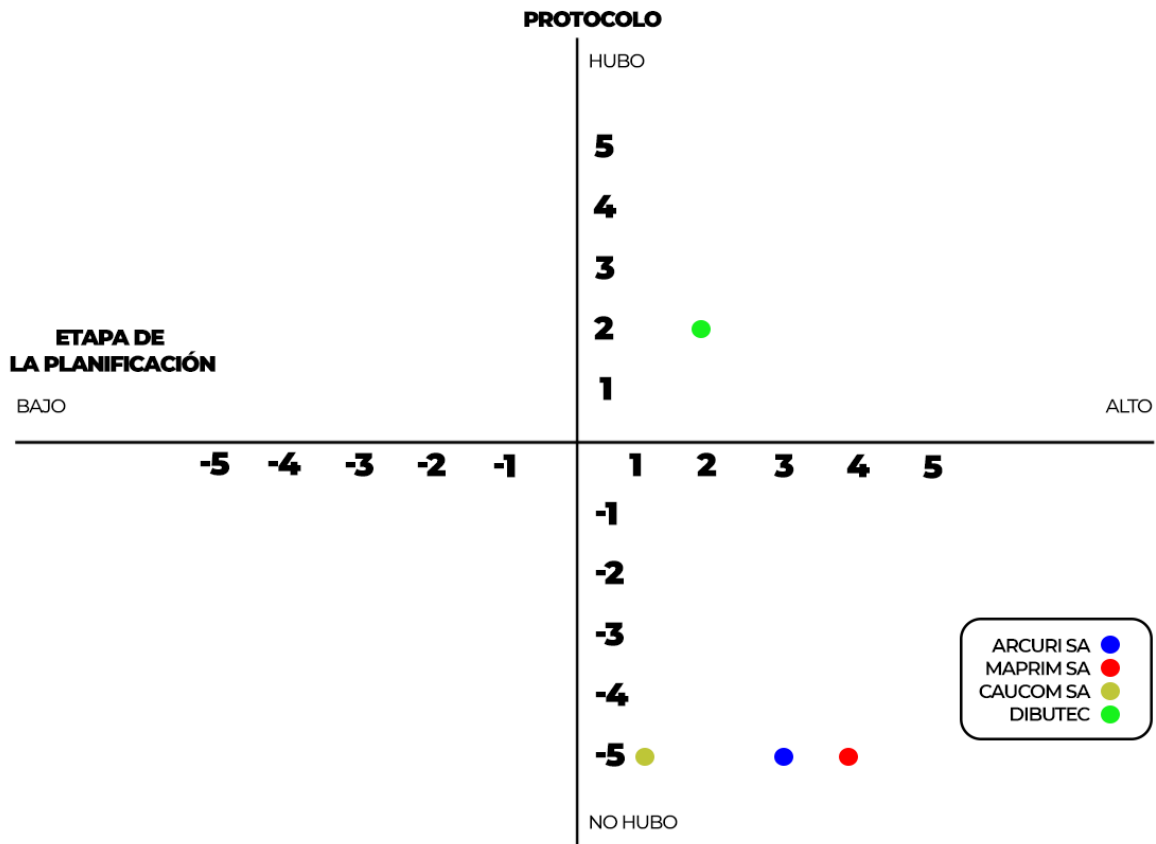 PROTOCOLO
HUBO
5
4
3
2
1
ETAPA DE
LA PLANIFICACIÓN
BAJO
ALTO
-5 -4 -3 -2 -1 1 2 3 4 5
-1
-2
-3
-4
-5
NO HUBO
ARCURI SA
MAPRIM SA
CAUCOM SA
DIBUTEC